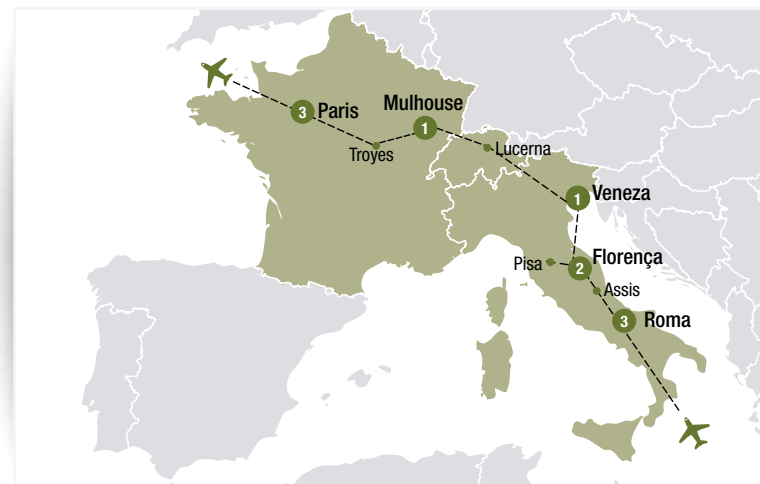 3 Paris
Mulhouse
1
Troyes
Lucerna
1 Veneza
Pisa
2 Florença
Assis
3 Roma